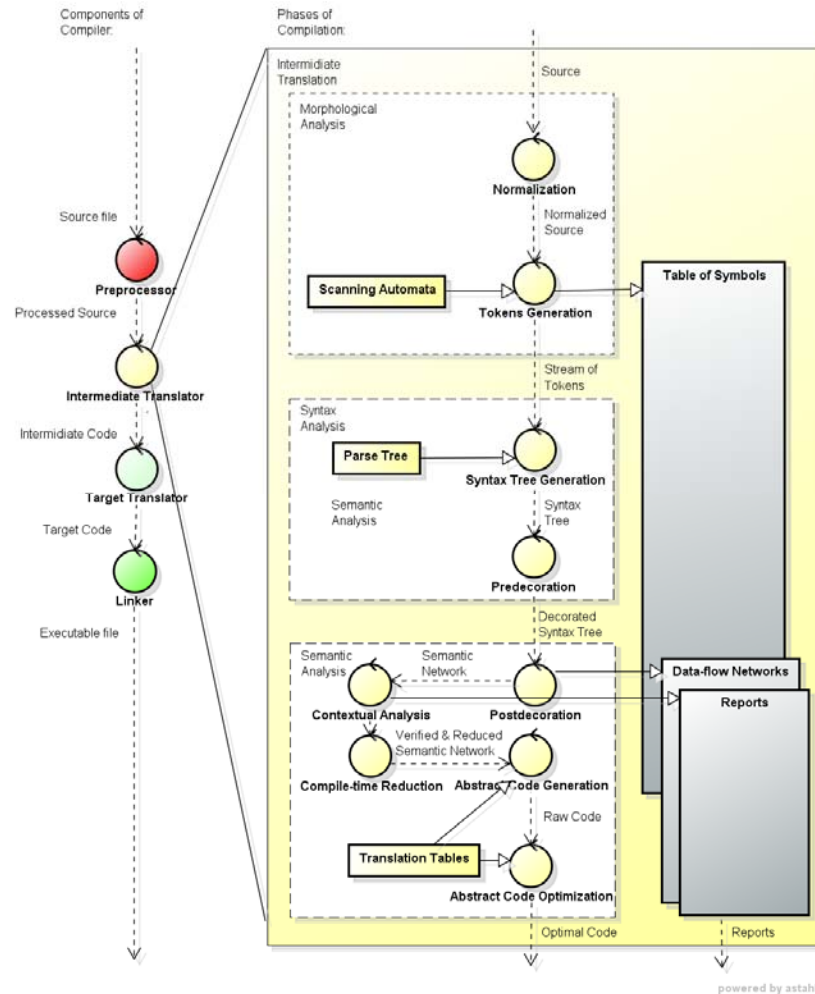 Components of
Compiler:
Phases of
Compilation:
Intermidiate
Translation
Source
Morphological
Analysis
Normalization
Source file
Normalized
Source
Preprocessor
Scanning Automata
Tokens Generation
Table of Symbols
Processed Source
Intermediate Translator
Stream of
Tokens
Syntax
Analysis
Intermediate Code
Parse Tree
Syntax Tree Generation
Target Translator
Semantic
Analysis
Syntax
Tree
Target Code
Predecoration
Linker
Decorated
Syntax Tree
Executable file
Semantic
Analysis
Semantic
Network
Data-flow Networks
Contextual Analysis
Postdecoration
Reports
Verified & Reduced
Semantic Network
Compile-time Reduction
Abstract Code Generation
Raw Code
Translation Tables
Abstract Code Optimization
Optimal Code
Reports
powered by astah